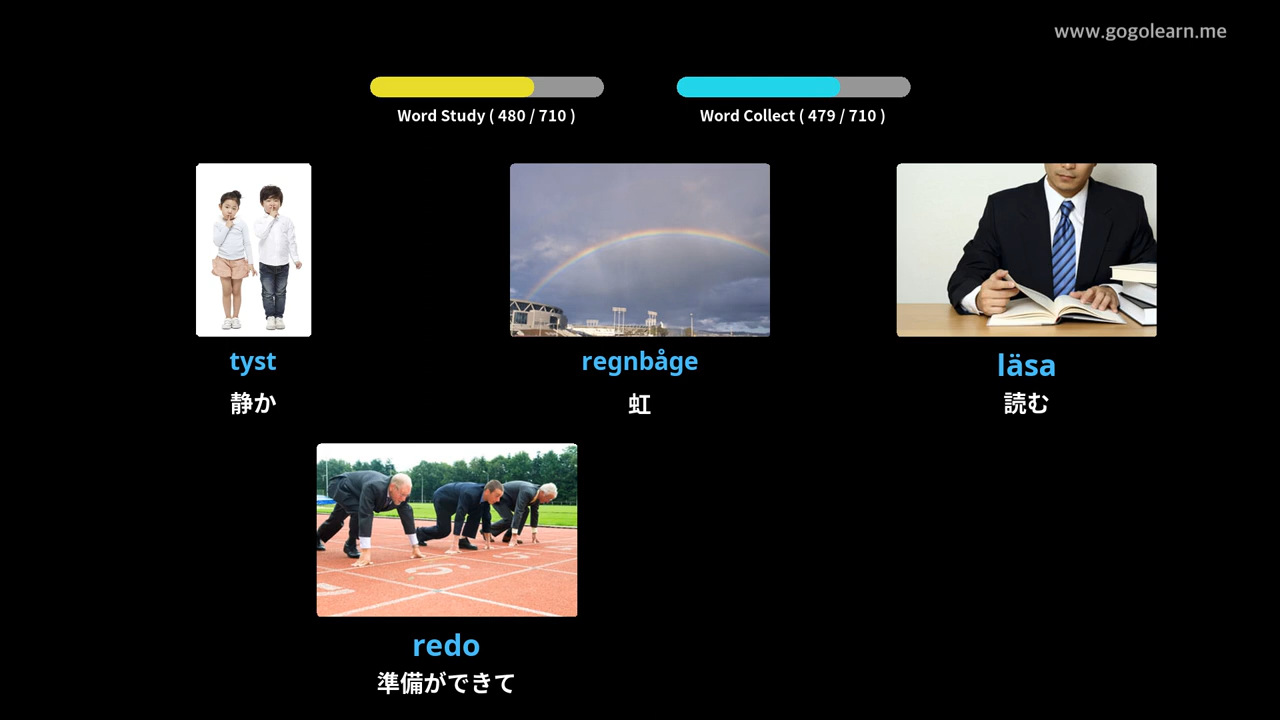 www.gogolearn.me
Word Study ( 480 / 710 )
Word Collect ( 479 / 710 )
tyst
静か
regnbåge
虹
läsa
読む
redo
準備ができて